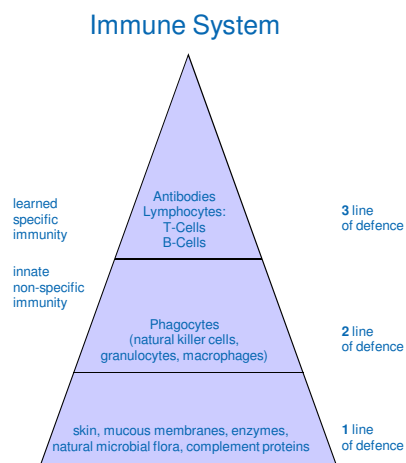 Immune System
learned
specific
immunity
Antibodies
Lymphocytes:
T-Cells
B-Cells
3 line
of defence
innate
non-specific
immunity
Phagocytes
(natural killer cells,
granulocytes, macrophages)
2 line
of defence
skin, mucous membranes, enzymes,
natural microbial flora, complement proteins
1 line
of defence